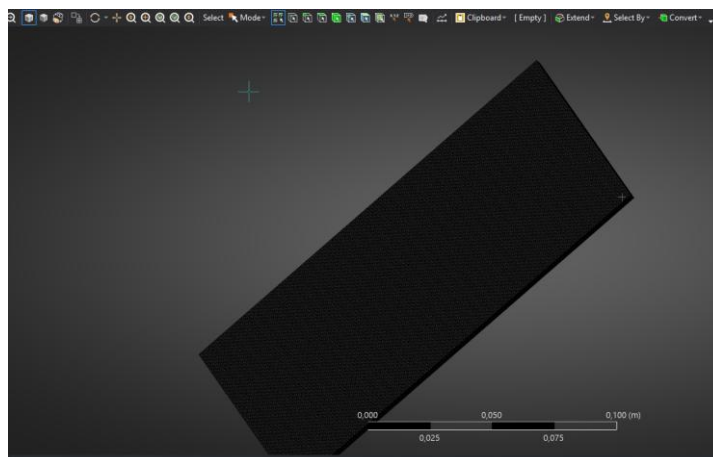 Select Mode Clipboard [ Empty ] Extend Select By Convert
0,000 0,050 0,100 (m)
0,025 0,075